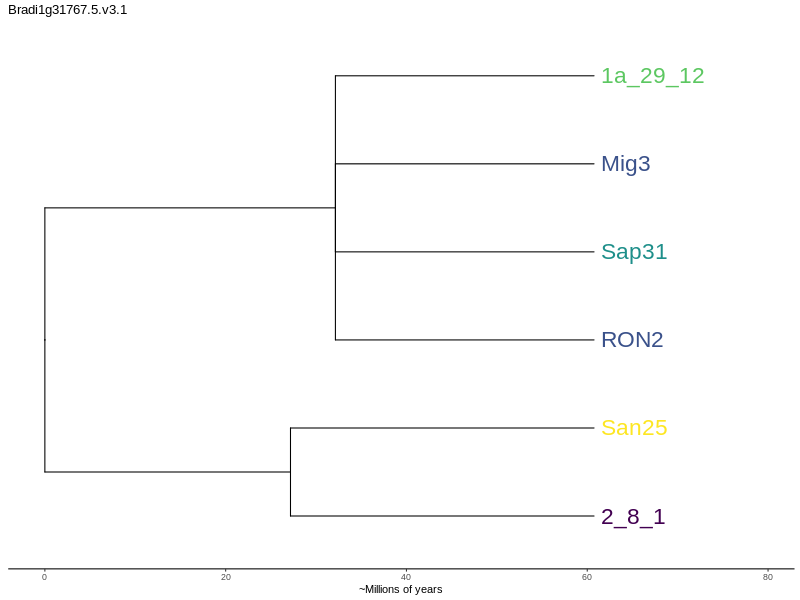 Bradi1g31767.5.v3.1
1a_29_12
Mig3
Sap31
RON2
San25
2_8_1
0 20 40 60 80
~Millions of years